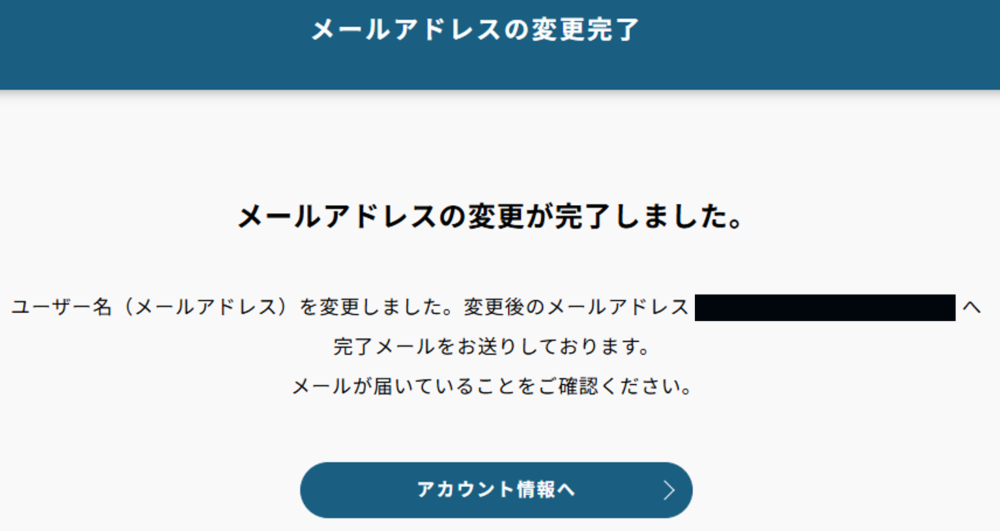 メールアドレスの変更完了
メールアドレスの変更が完了しました。
ユーザー名（メールアドレス）を変更しました。変更後のメールアドレス へ
完了メールをお送りしております。
メールが届いていることをご確認ください。
アカウント情報へ